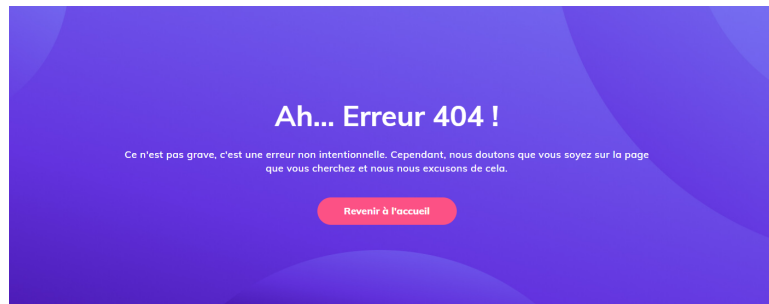 Ah... Erreur 404 !
Ce n'est pas grave, c'est une erreur non intentionnelle. Cependant, nous doutons que vous soyez sur la page
que vous cherchez et nous nous excusons de cela.
Revenir à l'accueil